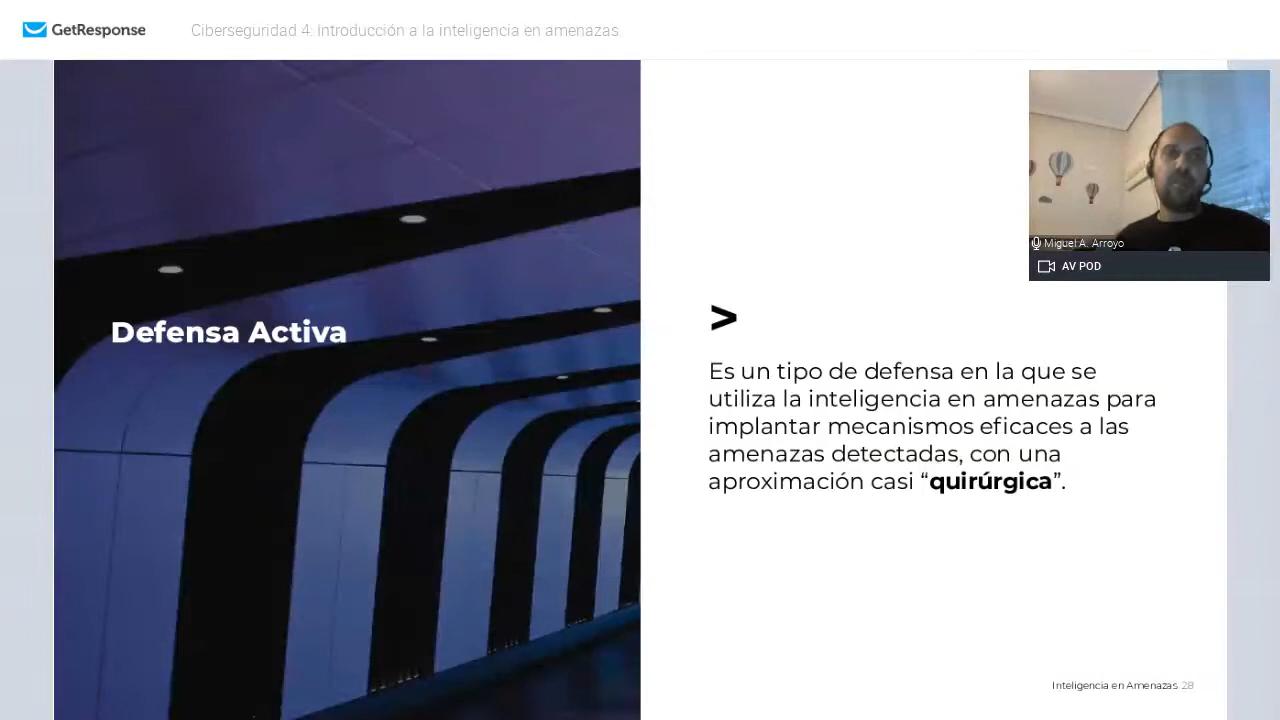 GetResponse
Ciberseguridad 4: Introducción a la inteligencia en amenazas
Miguel A. Arroyo
AV POD
Defensa Activa
>
Es un tipo de defensa en la que se
utiliza la inteligencia en amenazas para
implantar mecanismos eficaces a las
amenazas detectadas, con una
aproximación casi “quirúrgica”.
Inteligencia en Amenazas 28